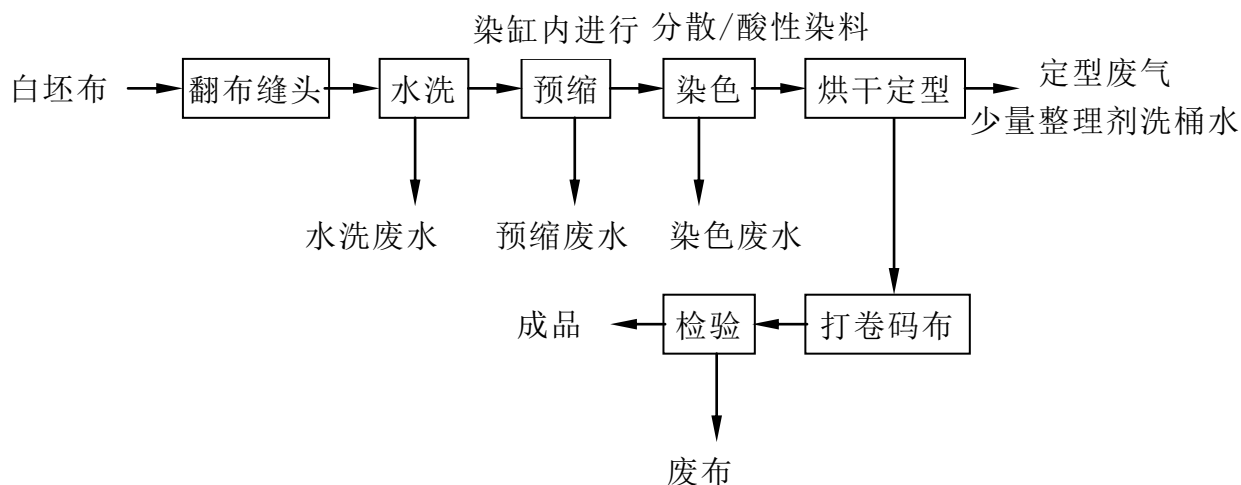 染缸内进行 分散/酸性染料
白坯布 翻布缝头 水洗 预缩 染色 烘干定型 定型废气
少量整理剂洗桶水
水洗废水 预缩废水 染色废水
成品 检验 打卷码布
废布